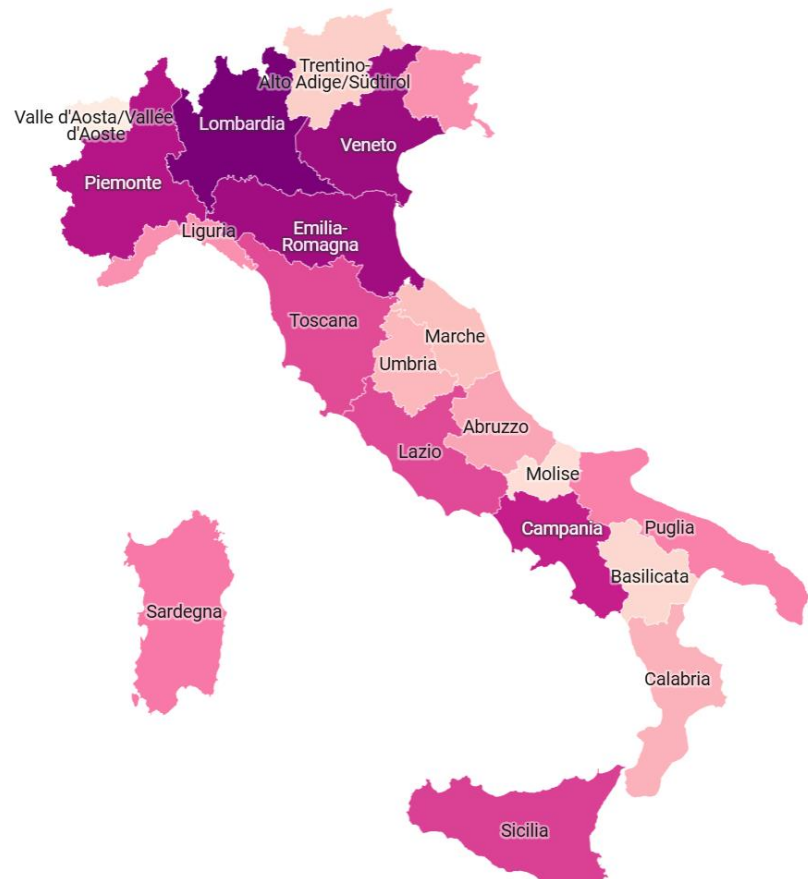 Trentino-
Alto Adige/Südtirol
Valle d'Aosta/Vallée
d'Aoste
Lombardia
Veneto
Piemonte
Liguria
Emilia-
Romagna
Toscana
Marche
Umbria
Abruzzo
Lazio
Molise
Campania
Puglia
Basilicata
Sardegna
Calabria
Sicilia